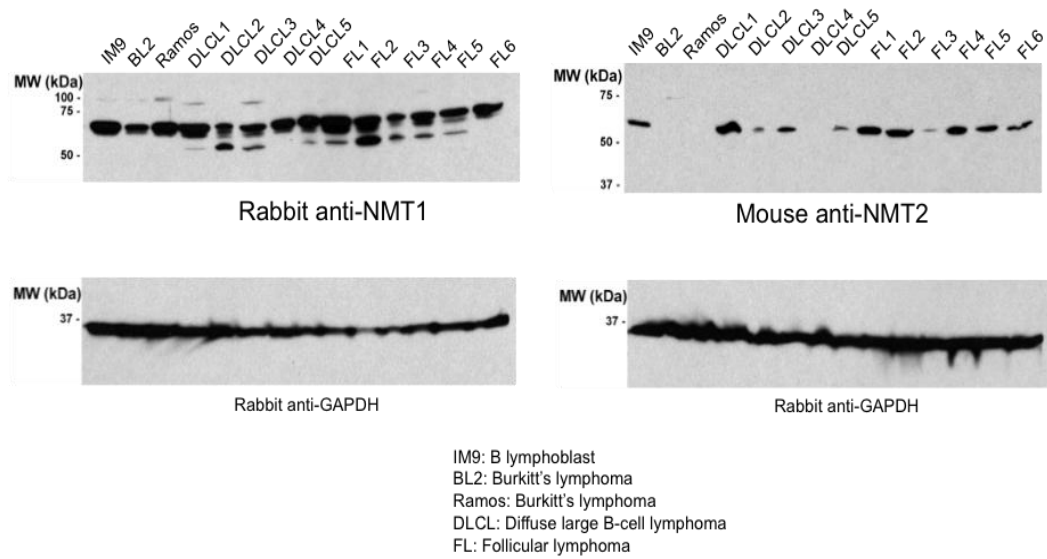 IM9 BL2 Ramos DLCL1 DLCL2 DLCL3 DLCL4 DLCL5 FL1 FL2 FL3 FL4 FL5 FL6
MW (kDa)
100 -
75 -
50 -
Rabbit anti-NMT1
IM9 BL2 Ramos DLCL1 DLCL2 DLCL3 DLCL4 DLCL5 FL1 FL2 FL3 FL4 FL5 FL6
MW (kDa)
75 -
50 -
37 -
Mouse anti-NMT2
MW (kDa)
37 -
Rabbit anti-GAPDH
MW (kDa)
37 -
Rabbit anti-GAPDH
IM9: B lymphoblast
BL2: Burkitt's lymphoma
Ramos: Burkitt's lymphoma
DLCL: Diffuse large B-cell lymphoma
FL: Follicular lymphoma